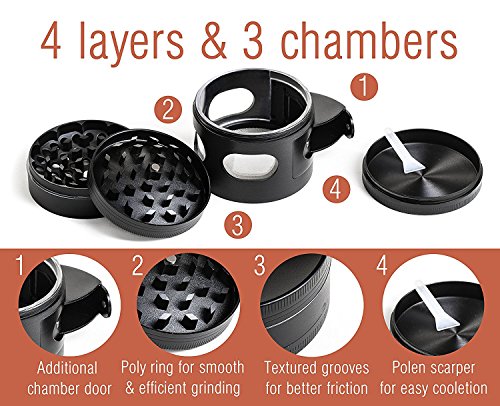 4 layers & 3 chambers
1
2
3
4
1
2
3
4
Additional
chamber door
Poly ring for smooth
& efficient grinding
Textured grooves
for better friction
Polen scarper
for easy cooletion